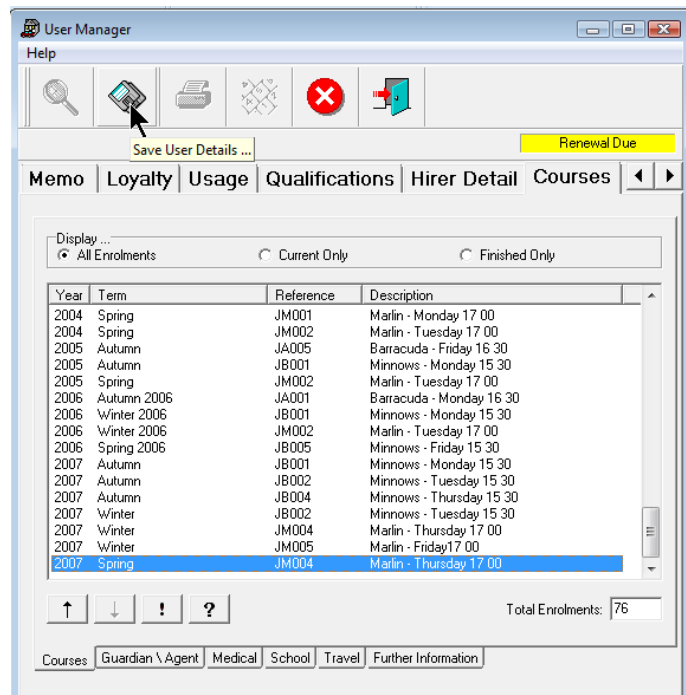 User Manager
Help
Save User Details ...
Renewal Due
Memo Loyalty Usage Qualifications Hirer Detail Courses
Display ...
All Enrolments Current Only Finished Only
Year Term Reference Description
2004 Spring JM001 Marlin - Monday 17 00
2004 Spring JM002 Marlin - Tuesday 17 00
2005 Autumn JA005 Barracuda - Friday 16 30
2005 Autumn JB001 Minnows - Monday 15 30
2005 Spring JM002 Marlin - Tuesday 17 00
2006 Autumn 2006 JA001 Barracuda - Monday 16 30
2006 Winter 2006 JB001 Minnows - Monday 15 30
2006 Winter 2006 JM002 Marlin - Tuesday 17 00
2006 Spring 2006 JB005 Minnows - Friday 15 30
2007 Autumn JB001 Minnows - Monday 15 30
2007 Autumn JB002 Minnows - Tuesday 15 30
2007 Autumn JB004 Minnows - Thursday 15 30
2007 Winter JB002 Minnows - Tuesday 15 30
2007 Winter JM004 Marlin - Thursday 17 00
2007 Winter JM005 Marlin - Friday17 00
2007 Spring JM004 Marlin - Thursday 17 00
! ? Total Enrolments: 76
Courses Guardian \ Agent Medical School Travel Further Information